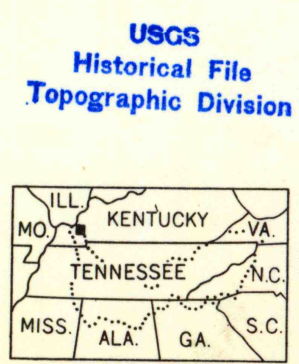 USGS
Historical File
Topographic Division
ILL.
MO.
KENTUCKY
VA.
TENNESSEE
N.C.
MISS.
ALA.
GA.
S.C.